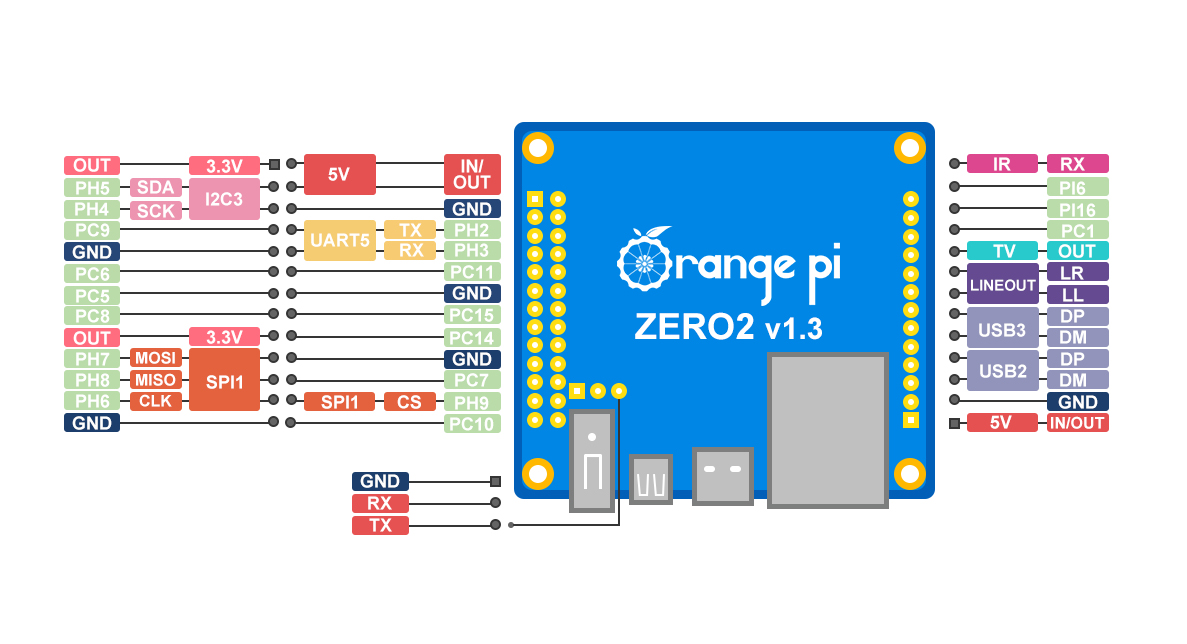 OUT 3.3V 5V IN/OUT
PH5 SDA I2C3
PH4 SCK GND
PC9 UART5 TX PH2
GND RX PH3
PC6 PC11
PC5 GND
PC8 PC15
OUT 3.3V PC14
PH7 MOSI SPI1 GND
PH8 MISO PC7
PH6 CLK SPI1 CS PH9
GND PC10
GND
RX
TX
Orange pi
ZERO2 v1.3
IR RX
PI6
PI16
PC1
TV OUT
LINEOUT LR
LL
USB3 DP
DM
USB2 DP
DM
GND
5V IN/OUT